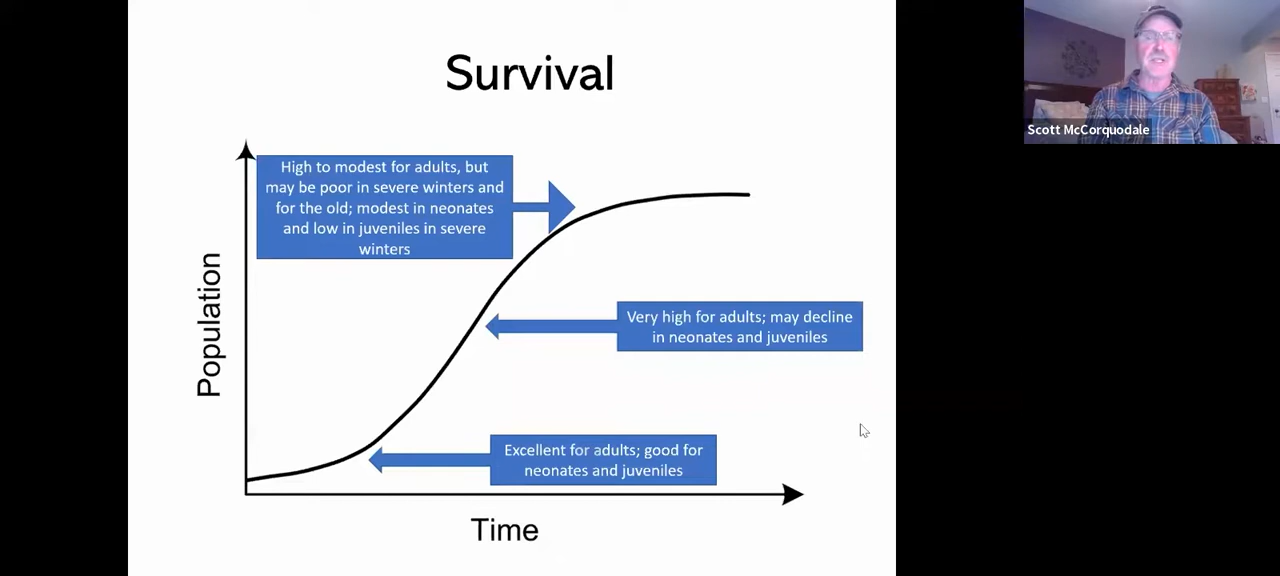 Survival
High to modest for adults, but
may be poor in severe winters and
for the old; modest in neonates
and low in juveniles in severe
winters
Very high for adults; may decline
in neonates and juveniles
Excellent for adults; good for
neonates and juveniles
Population
Time
Scott McCorquodale